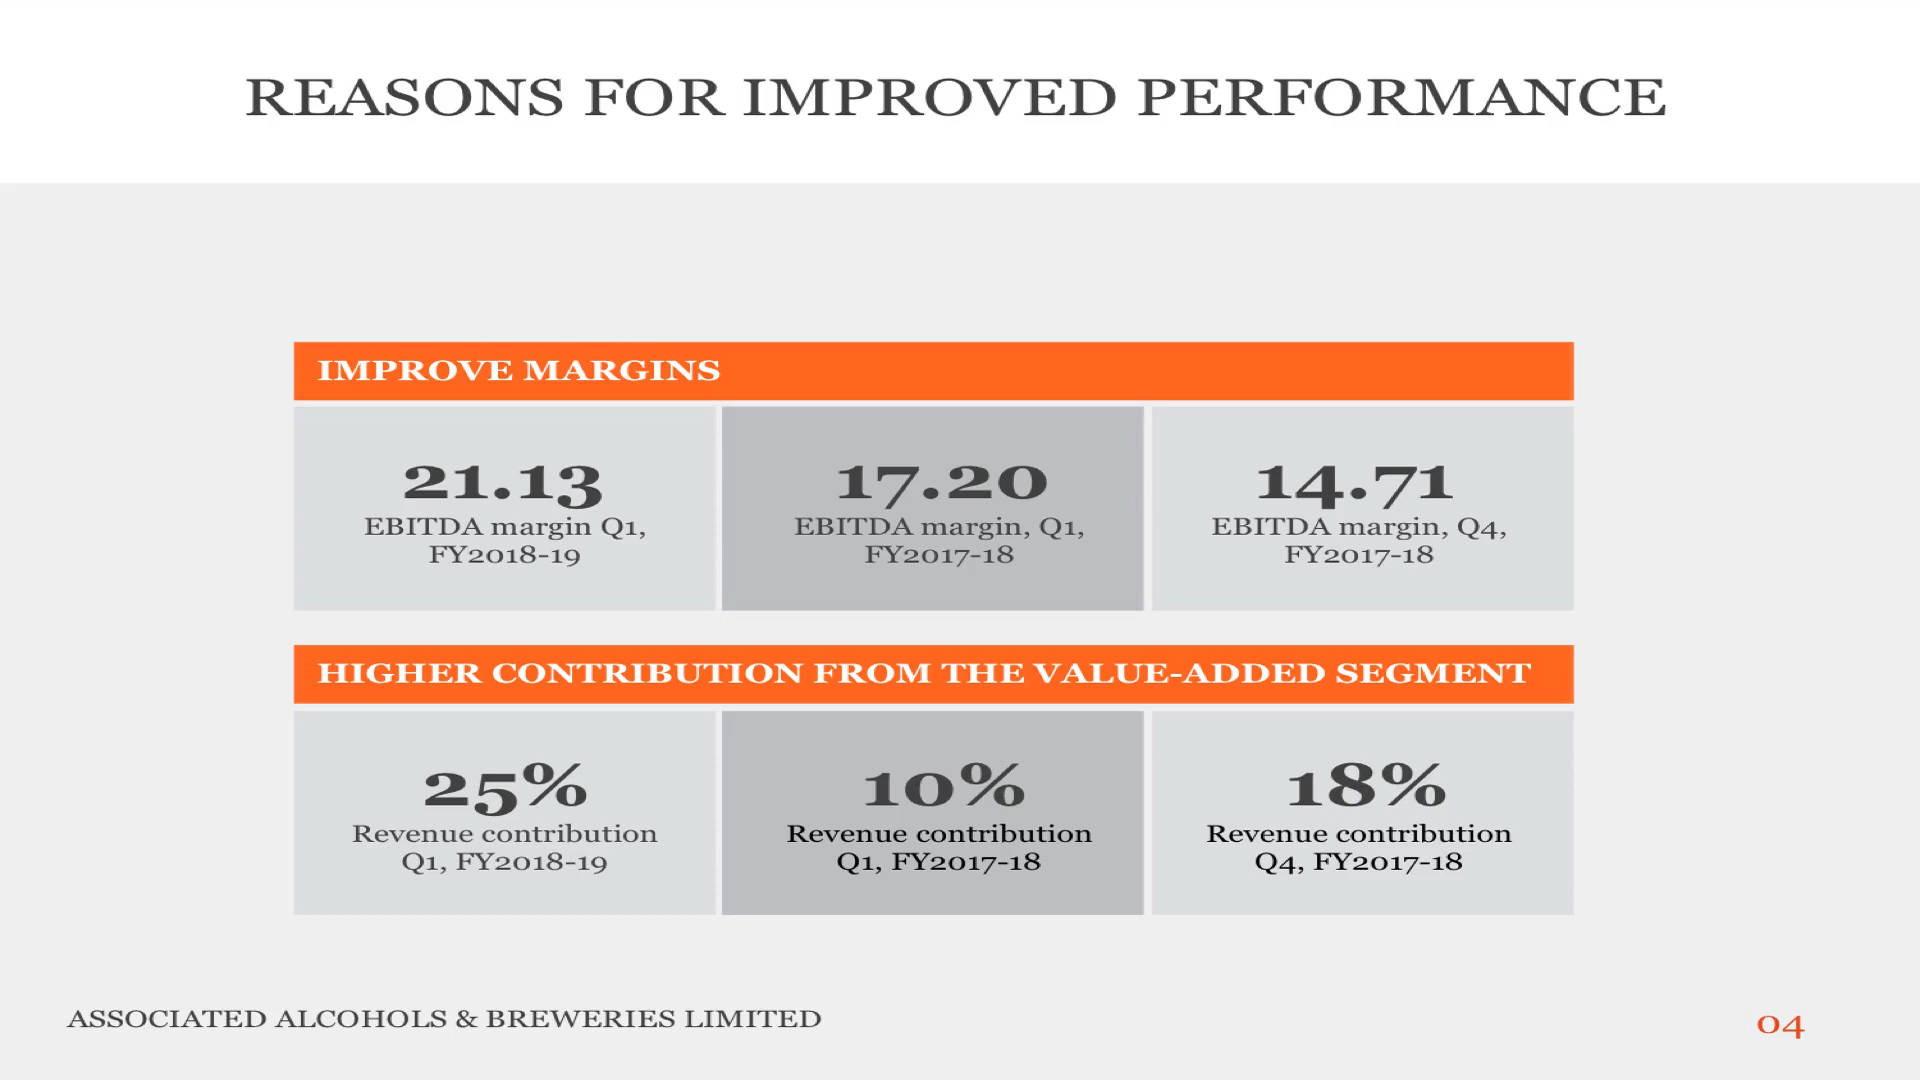 REASONS FOR IMPROVED PERFORMANCE
IMPROVE MARGINS
21.13
EBITDA margin Q1,
FY2018-19
17.20
EBITDA margin, Q1,
FY2017-18
14.71
EBITDA margin, Q4,
FY2017-18
HIGHER CONTRIBUTION FROM THE VALUE-ADDED SEGMENT
25%
Revenue contribution
Q1, FY2018-19
10%
Revenue contribution
Q1, FY2017-18
18%
Revenue contribution
Q4, FY2017-18
ASSOCIATED ALCOHOLS & BREWERIES LIMITED
04